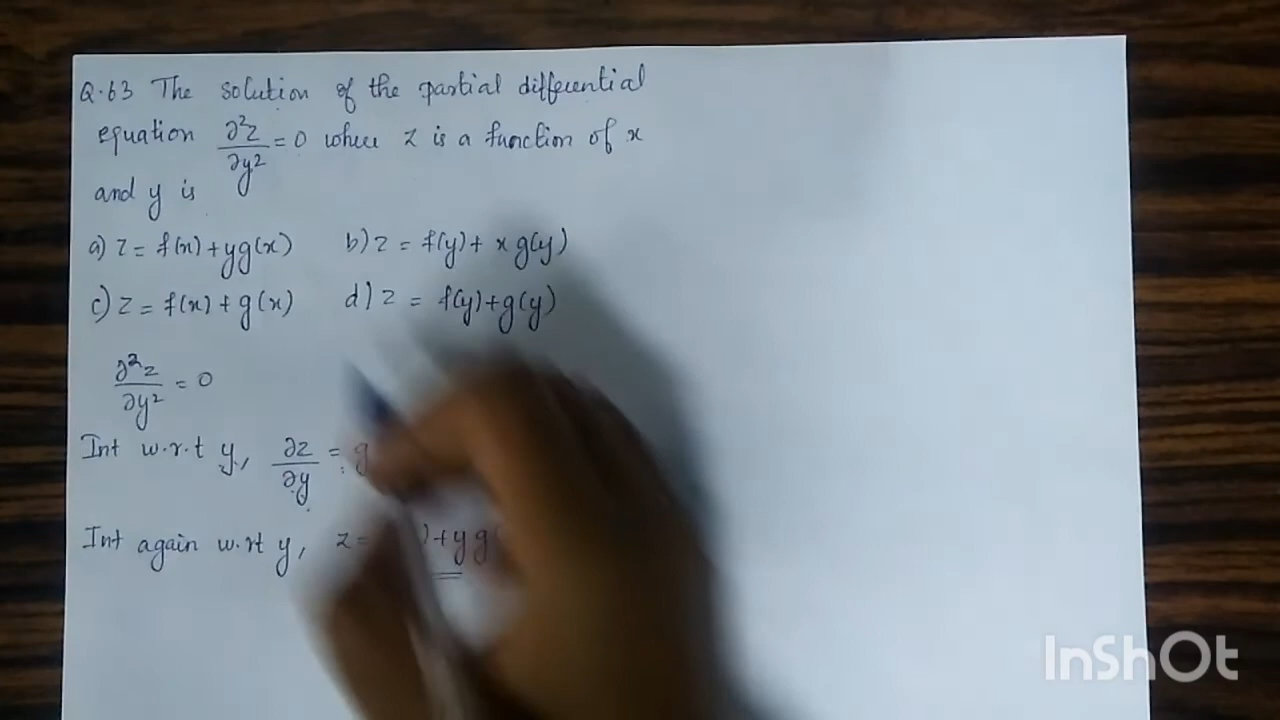 Q.63 The solution of the partial differential
equation ∂²z/∂y² = 0 where z is a function of x
and y is
a) z = f(x) + yg(x) b) z = f(y) + x g(y)
c) z = f(x) + g(x) d) z = f(y) + g(y)
∂²z/∂y² = 0
Int w.r.t y, ∂z/∂y = g
Int again w.rt y, z = ) + y g
InShOt